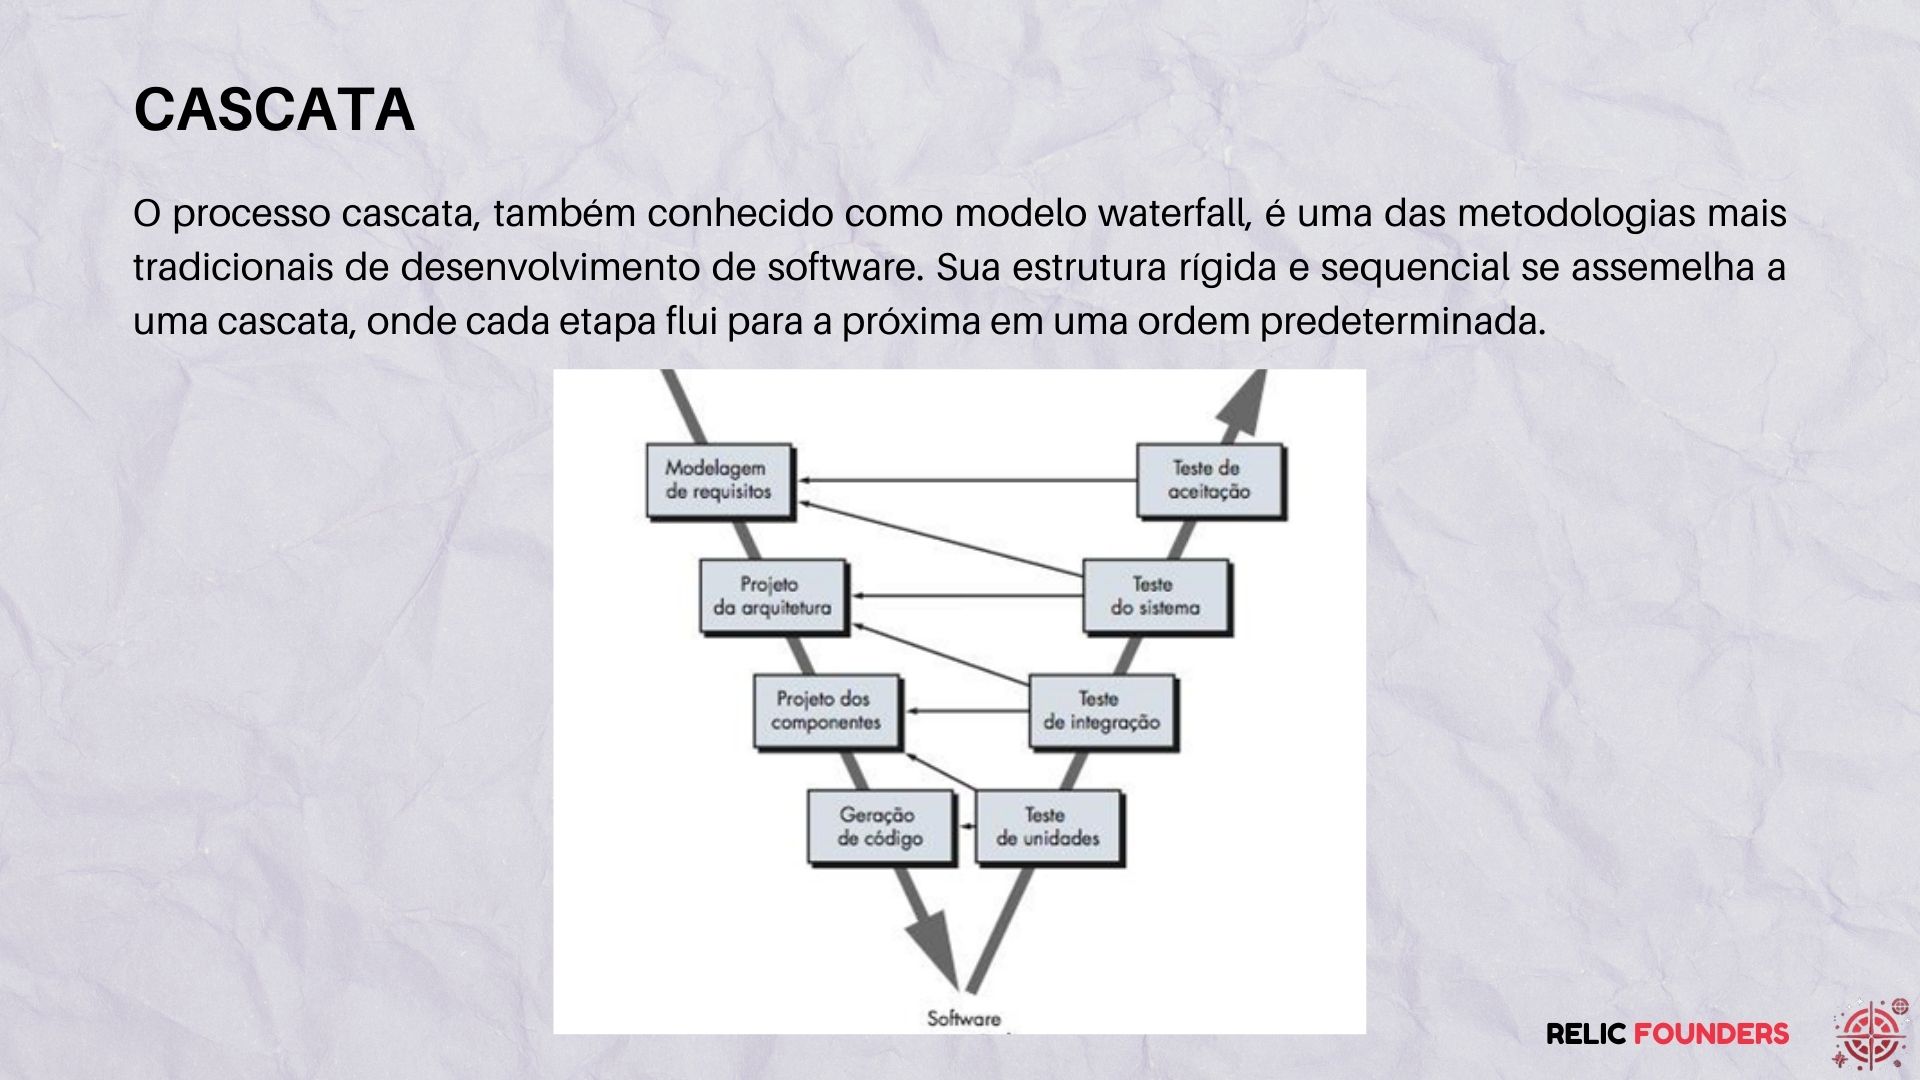 CASCATA
O processo cascata, também conhecido como modelo waterfall, é uma das metodologias mais
tradicionais de desenvolvimento de software. Sua estrutura rígida e sequencial se assemelha a
uma cascata, onde cada etapa flui para a próxima em uma ordem predeterminada.
Modelagem
de requisitos
Teste de
aceitação
Projeto
da arquitetura
Teste
do sistema
Projeto dos
componentes
Teste
de integração
Geração
de código
Teste
de unidades
Software
RELIC FOUNDERS